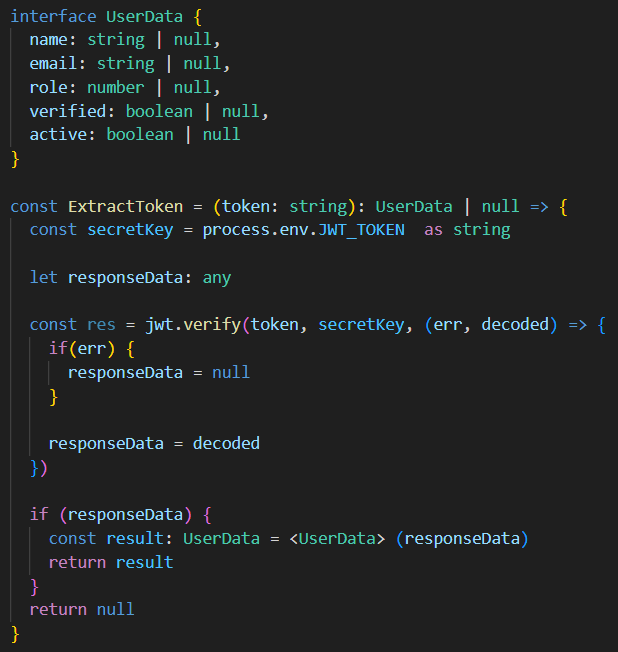 interface UserData {
  name: string | null,
  email: string | null,
  role: number | null,
  verified: boolean | null,
  active: boolean | null
}

const ExtractToken = (token: string): UserData | null => {
  const secretKey = process.env.JWT_TOKEN  as string

  let responseData: any

  const res = jwt.verify(token, secretKey, (err, decoded) => {
    if(err) {
      responseData = null
    }

    responseData = decoded
  })

  if (responseData) {
    const result: UserData = <UserData> (responseData)
    return result
  }
  return null
}